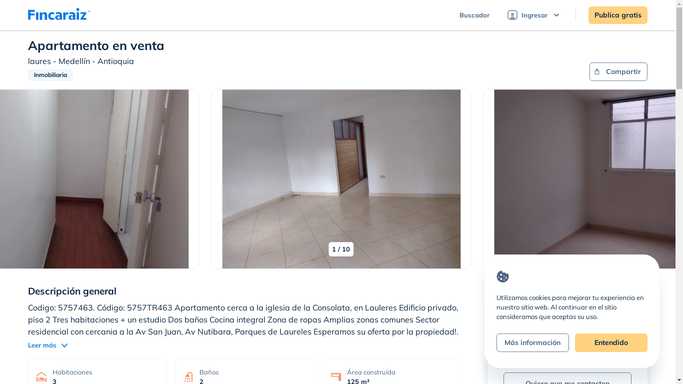 Fincaraiz
Buscador
Ingresar
Publica gratis
Apartamento en venta
laures - Medellín - Antioquia
Inmobiliaria
Compartir
1 / 10
Descripción general
Codigo: 5757463. Código: 5757TR463 Apartamento cerca a la iglesia de la Consolata, en Lauleres Edificio privado,
piso 2 Tres habitaciones + un estudio Dos baños Cocina integral Zona de ropas Amplias zonas comunes Sector
residencial con cercania a la Av San Juan, Av Nutibara, Parques de Laureles Esperamos su oferta por la propiedad!.
Leer más
Habitaciones
3
Baños
2
Área construida
125 m²
Utilizamos cookies para mejorar tu experiencia en
nuestro sitio web. Al continuar en el sitio
consideramos que aceptas su uso.
Más información
Entendido
Quiero que me contacten